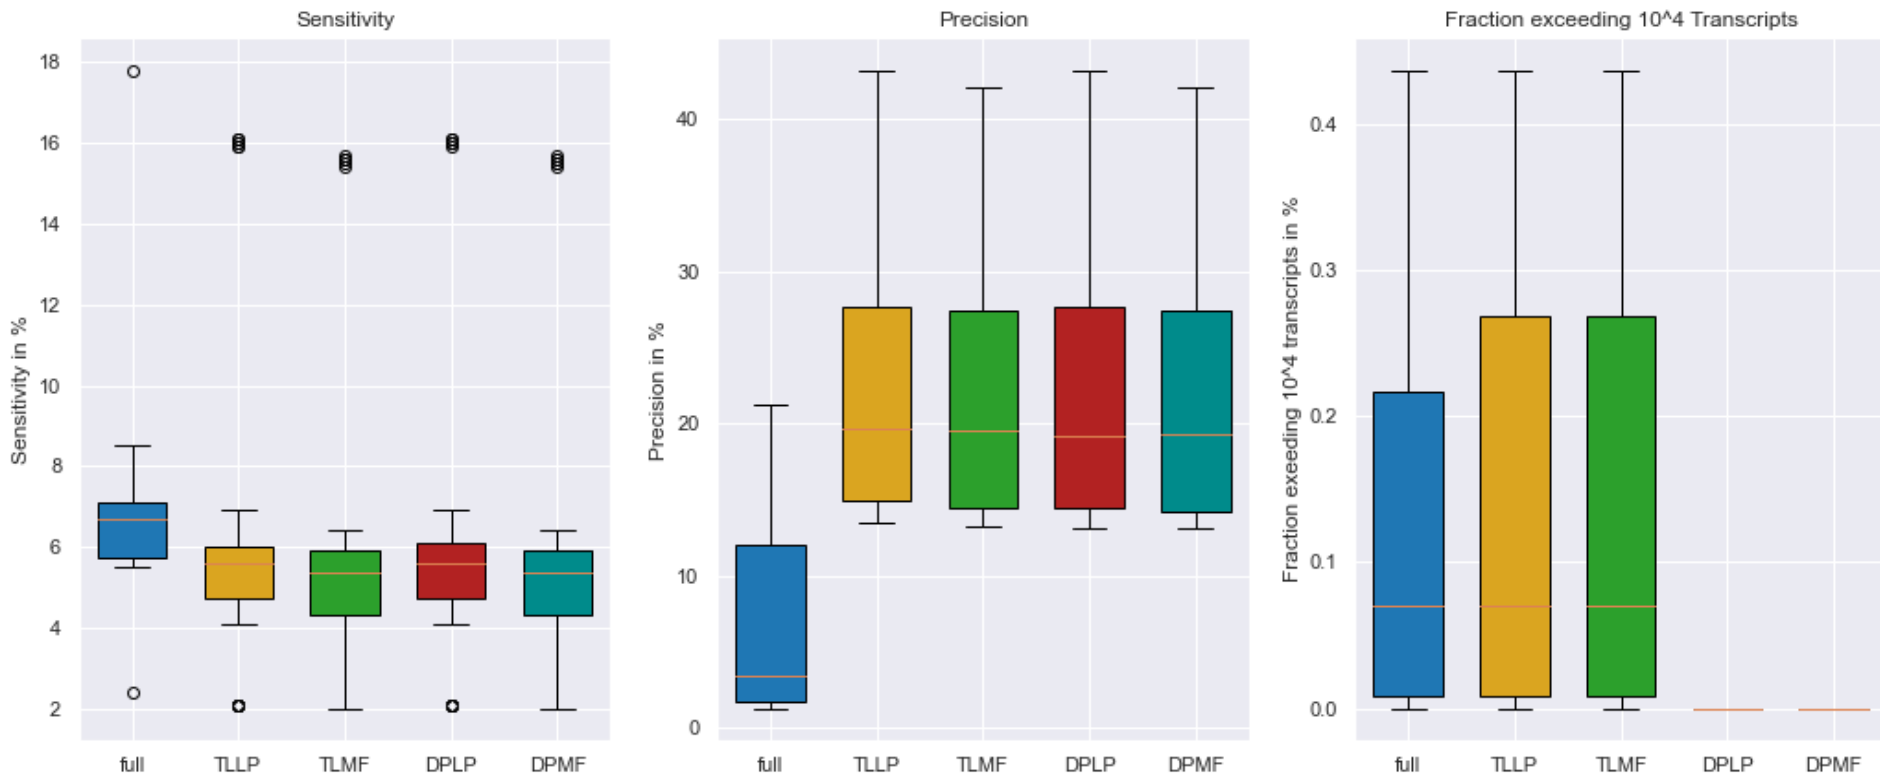 Sensitivity
Sensitivity in %
18
16
14
12
10
8
6
4
2
full TLLP TLMF DPLP DPMF
Precision
Precision in %
40
30
20
10
0
full TLLP TLMF DPLP DPMF
Fraction exceeding 10^4 Transcripts
Fraction exeeding 10^4 transcripts in %
0.4
0.3
0.2
0.1
0.0
full TLLP TLMF DPLP DPMF